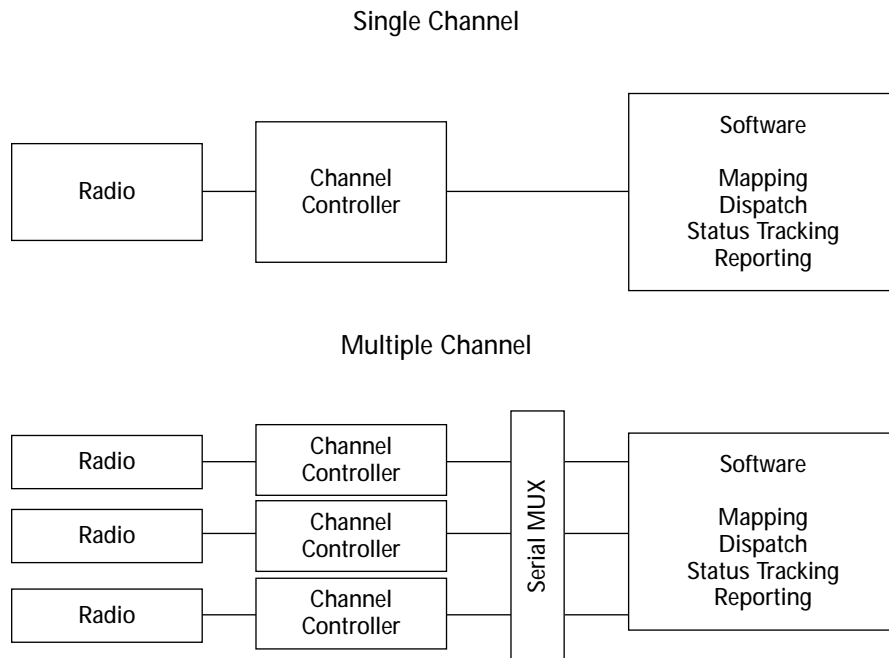 Single Channel
Radio
Channel
Controller
Software
Mapping
Dispatch
Status Tracking
Reporting
Multiple Channel
Radio
Channel
Controller
Radio
Channel
Controller
Radio
Channel
Controller
Serial MUX
Software
Mapping
Dispatch
Status Tracking
Reporting